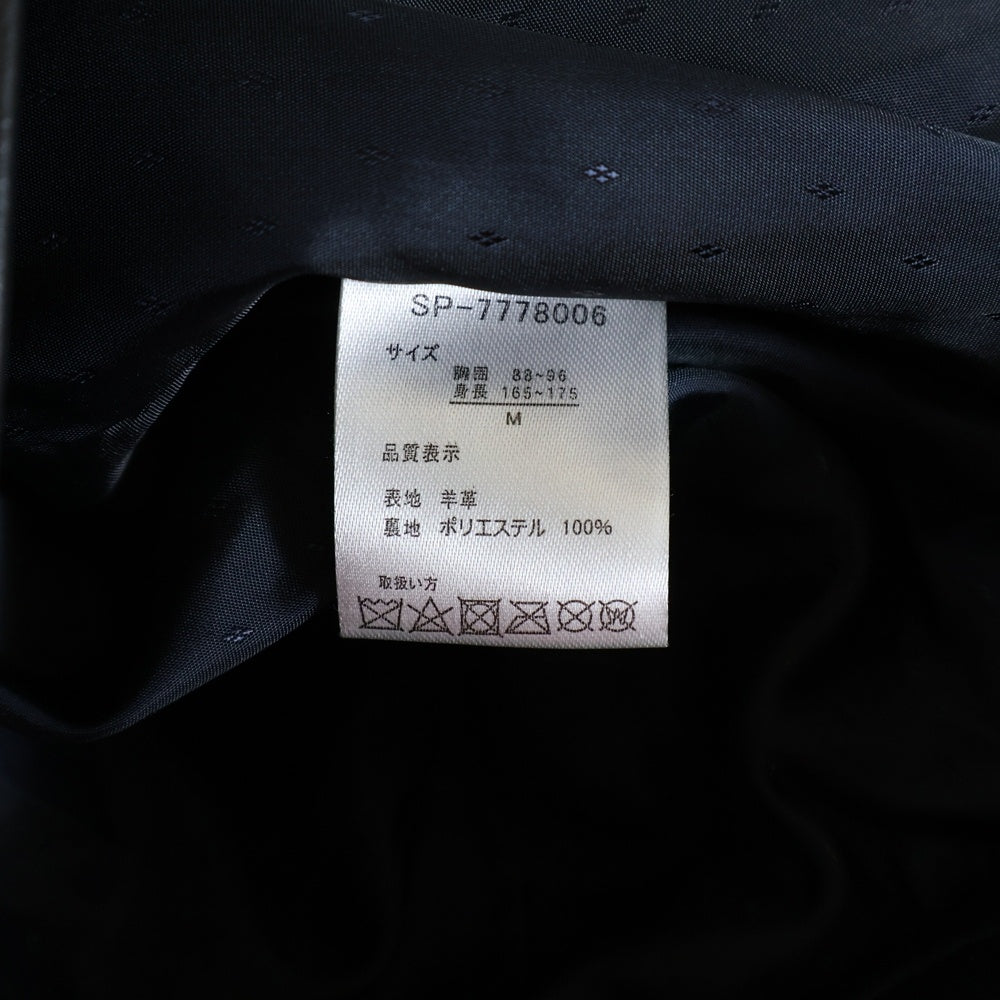 SP-7778006
サイズ
胸囲 88~96
身長 165~175
M
品質表示
表地 羊革
裏地 ポリエステル 100%
取扱い方